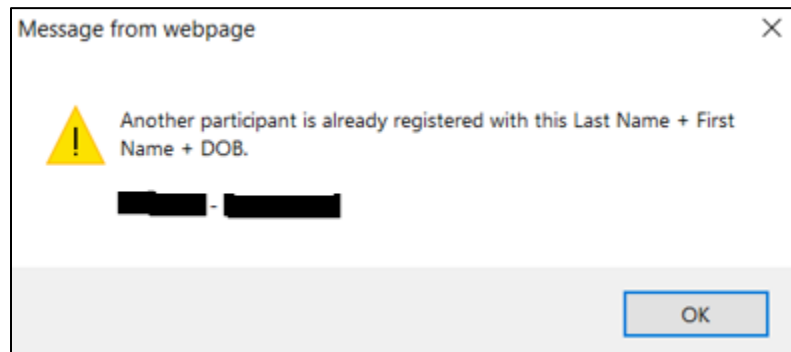 Message from webpage
Another participant is already registered with this Last Name + First
Name + DOB.
-
OK